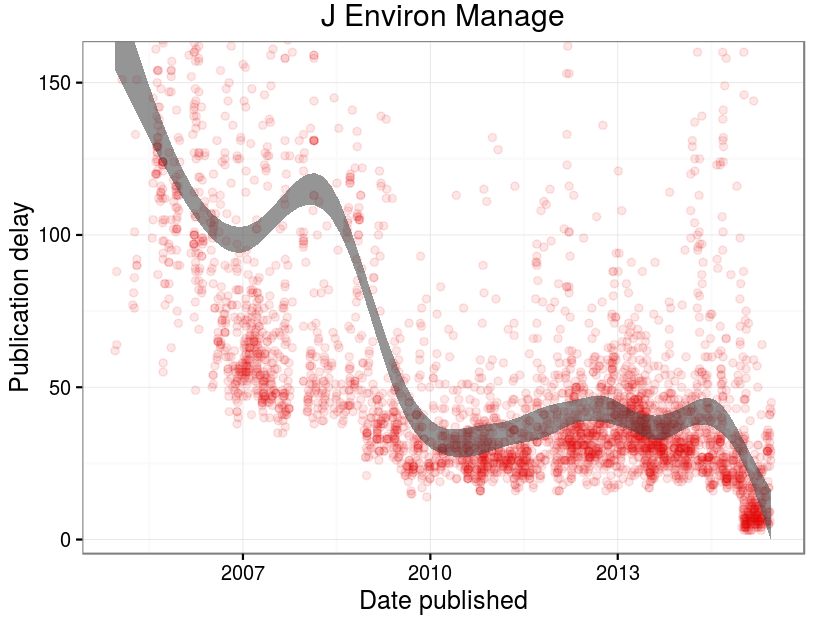 J Environ Manage
Publication delay
150
100
50
0
2007 2010 2013
Date published